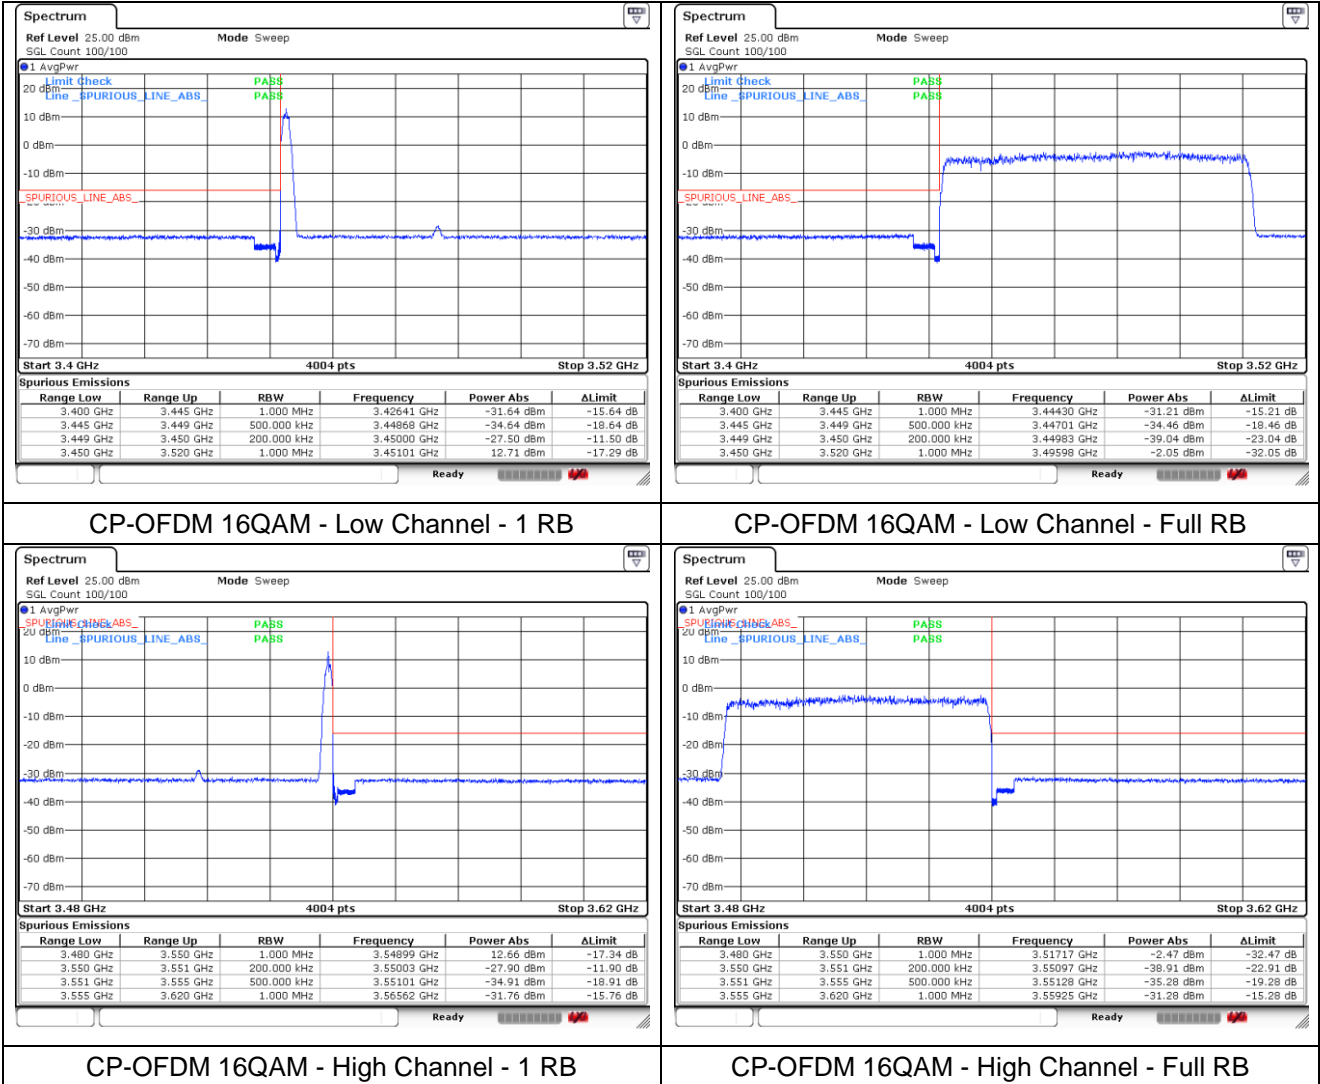 Spectrum
Ref Level 25.00 dBm Mode Sweep
SGL Count 100/100
1 AvgPwr
Limit Check PASS
20 dBm
Line _SPURIOUS_LINE_ABS_ PASS
10 dBm
0 dBm
-10 dBm
_SPURIOUS_LINE_ABS_
-20 dBm
-30 dBm
-40 dBm
-50 dBm
-60 dBm
-70 dBm
Start 3.4 GHz 4004 pts Stop 3.52 GHz
Spurious Emissions
Range Low Range Up RBW Frequency Power Abs ΔLimit
3.400 GHz 3.445 GHz 1.000 MHz 3.42641 GHz -31.64 dBm -15.64 dB
3.445 GHz 3.449 GHz 500.000 kHz 3.44868 GHz -34.64 dBm -18.64 dB
3.449 GHz 3.450 GHz 200.000 kHz 3.45000 GHz -27.50 dBm -11.50 dB
3.450 GHz 3.520 GHz 1.000 MHz 3.45101 GHz 12.71 dBm -17.29 dB
Ready
CP-OFDM 16QAM - Low Channel - 1 RB
Spectrum
Ref Level 25.00 dBm Mode Sweep
SGL Count 100/100
1 AvgPwr
Limit Check PASS
20 dBm
Line _SPURIOUS_LINE_ABS_ PASS
10 dBm
0 dBm
-10 dBm
_SPURIOUS_LINE_ABS_
-20 dBm
-30 dBm
-40 dBm
-50 dBm
-60 dBm
-70 dBm
Start 3.4 GHz 4004 pts Stop 3.52 GHz
Spurious Emissions
Range Low Range Up RBW Frequency Power Abs ΔLimit
3.400 GHz 3.445 GHz 1.000 MHz 3.44430 GHz -31.21 dBm -15.21 dB
3.445 GHz 3.449 GHz 500.000 kHz 3.44701 GHz -34.46 dBm -18.46 dB
3.449 GHz 3.450 GHz 200.000 kHz 3.44983 GHz -39.04 dBm -23.04 dB
3.450 GHz 3.520 GHz 1.000 MHz 3.49598 GHz -2.05 dBm -32.05 dB
Ready
CP-OFDM 16QAM - Low Channel - Full RB
Spectrum
Ref Level 25.00 dBm Mode Sweep
SGL Count 100/100
1 AvgPwr
_SPURIOUS_LINE_ABS_
Limit Check PASS
20 dBm
Line _SPURIOUS_LINE_ABS_ PASS
10 dBm
0 dBm
-10 dBm
-20 dBm
-30 dBm
-40 dBm
-50 dBm
-60 dBm
-70 dBm
Start 3.48 GHz 4004 pts Stop 3.62 GHz
Spurious Emissions
Range Low Range Up RBW Frequency Power Abs ΔLimit
3.480 GHz 3.550 GHz 1.000 MHz 3.54899 GHz 12.66 dBm -17.34 dB
3.550 GHz 3.551 GHz 200.000 kHz 3.55003 GHz -27.90 dBm -11.90 dB
3.551 GHz 3.555 GHz 500.000 kHz 3.55101 GHz -34.91 dBm -18.91 dB
3.555 GHz 3.620 GHz 1.000 MHz 3.56562 GHz -31.76 dBm -15.76 dB
Ready
CP-OFDM 16QAM - High Channel - 1 RB
Spectrum
Ref Level 25.00 dBm Mode Sweep
SGL Count 100/100
1 AvgPwr
_SPURIOUS_LINE_ABS_
Limit Check PASS
20 dBm
Line _SPURIOUS_LINE_ABS_ PASS
10 dBm
0 dBm
-10 dBm
-20 dBm
-30 dBm
-40 dBm
-50 dBm
-60 dBm
-70 dBm
Start 3.48 GHz 4004 pts Stop 3.62 GHz
Spurious Emissions
Range Low Range Up RBW Frequency Power Abs ΔLimit
3.480 GHz 3.550 GHz 1.000 MHz 3.51717 GHz -2.47 dBm -32.47 dB
3.550 GHz 3.551 GHz 200.000 kHz 3.55097 GHz -38.91 dBm -22.91 dB
3.551 GHz 3.555 GHz 500.000 kHz 3.55128 GHz -35.28 dBm -19.28 dB
3.555 GHz 3.620 GHz 1.000 MHz 3.55925 GHz -31.28 dBm -15.28 dB
Ready
CP-OFDM 16QAM - High Channel - Full RB